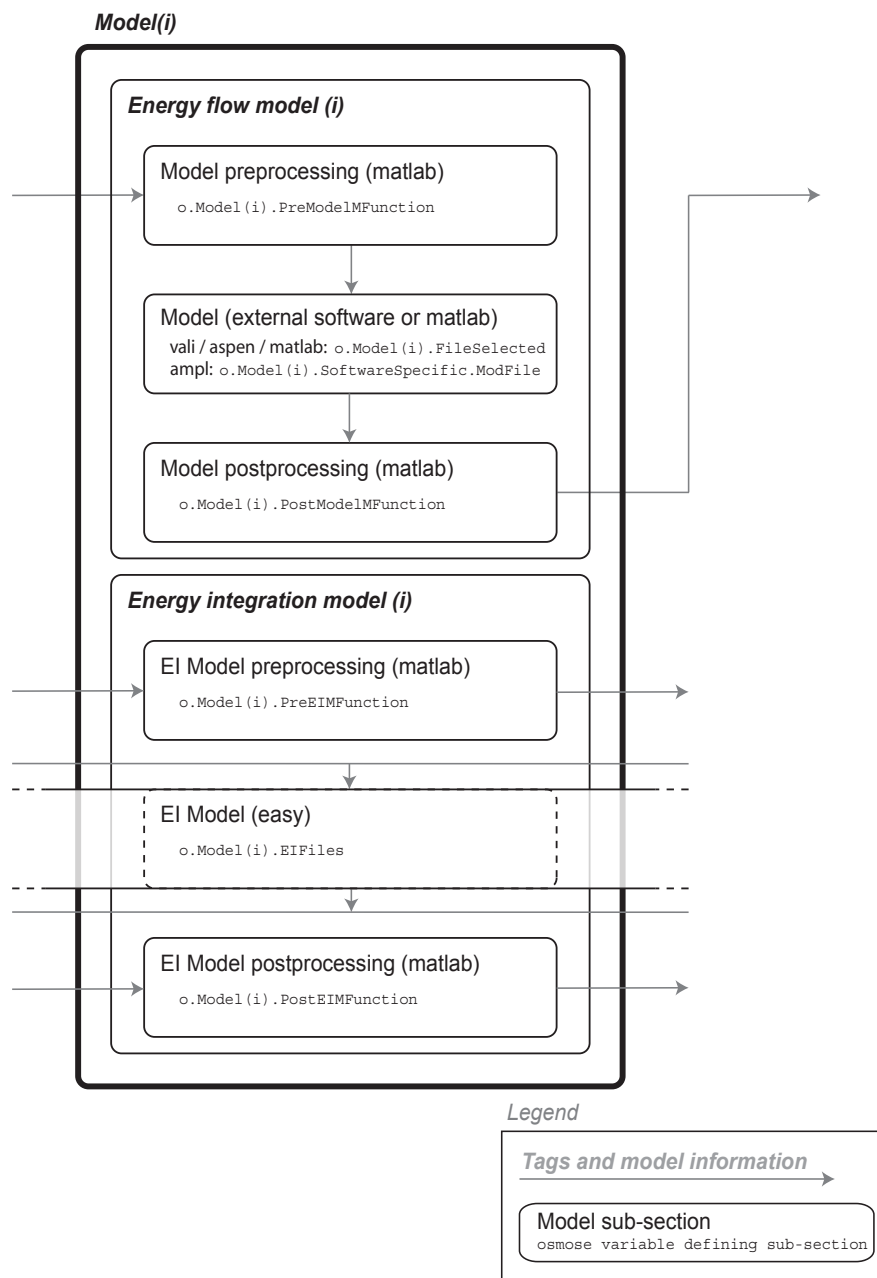 Model(i)
Energy flow model (i)
Model preprocessing (matlab)
o.Model(i).PreModelMFunction
Model (external software or matlab)
vali / aspen / matlab: o.Model(i).FileSelected
ampl: o.Model(i).SoftwareSpecific.ModFile
Model postprocessing (matlab)
o.Model(i).PostModelMFunction
Energy integration model (i)
EI Model preprocessing (matlab)
o.Model(i).PreEIMFunction
EI Model (easy)
o.Model(i).EIFiles
EI Model postprocessing (matlab)
o.Model(i).PostEIMFunction
Legend
Tags and model information
Model sub-section
osmose variable defining sub-section